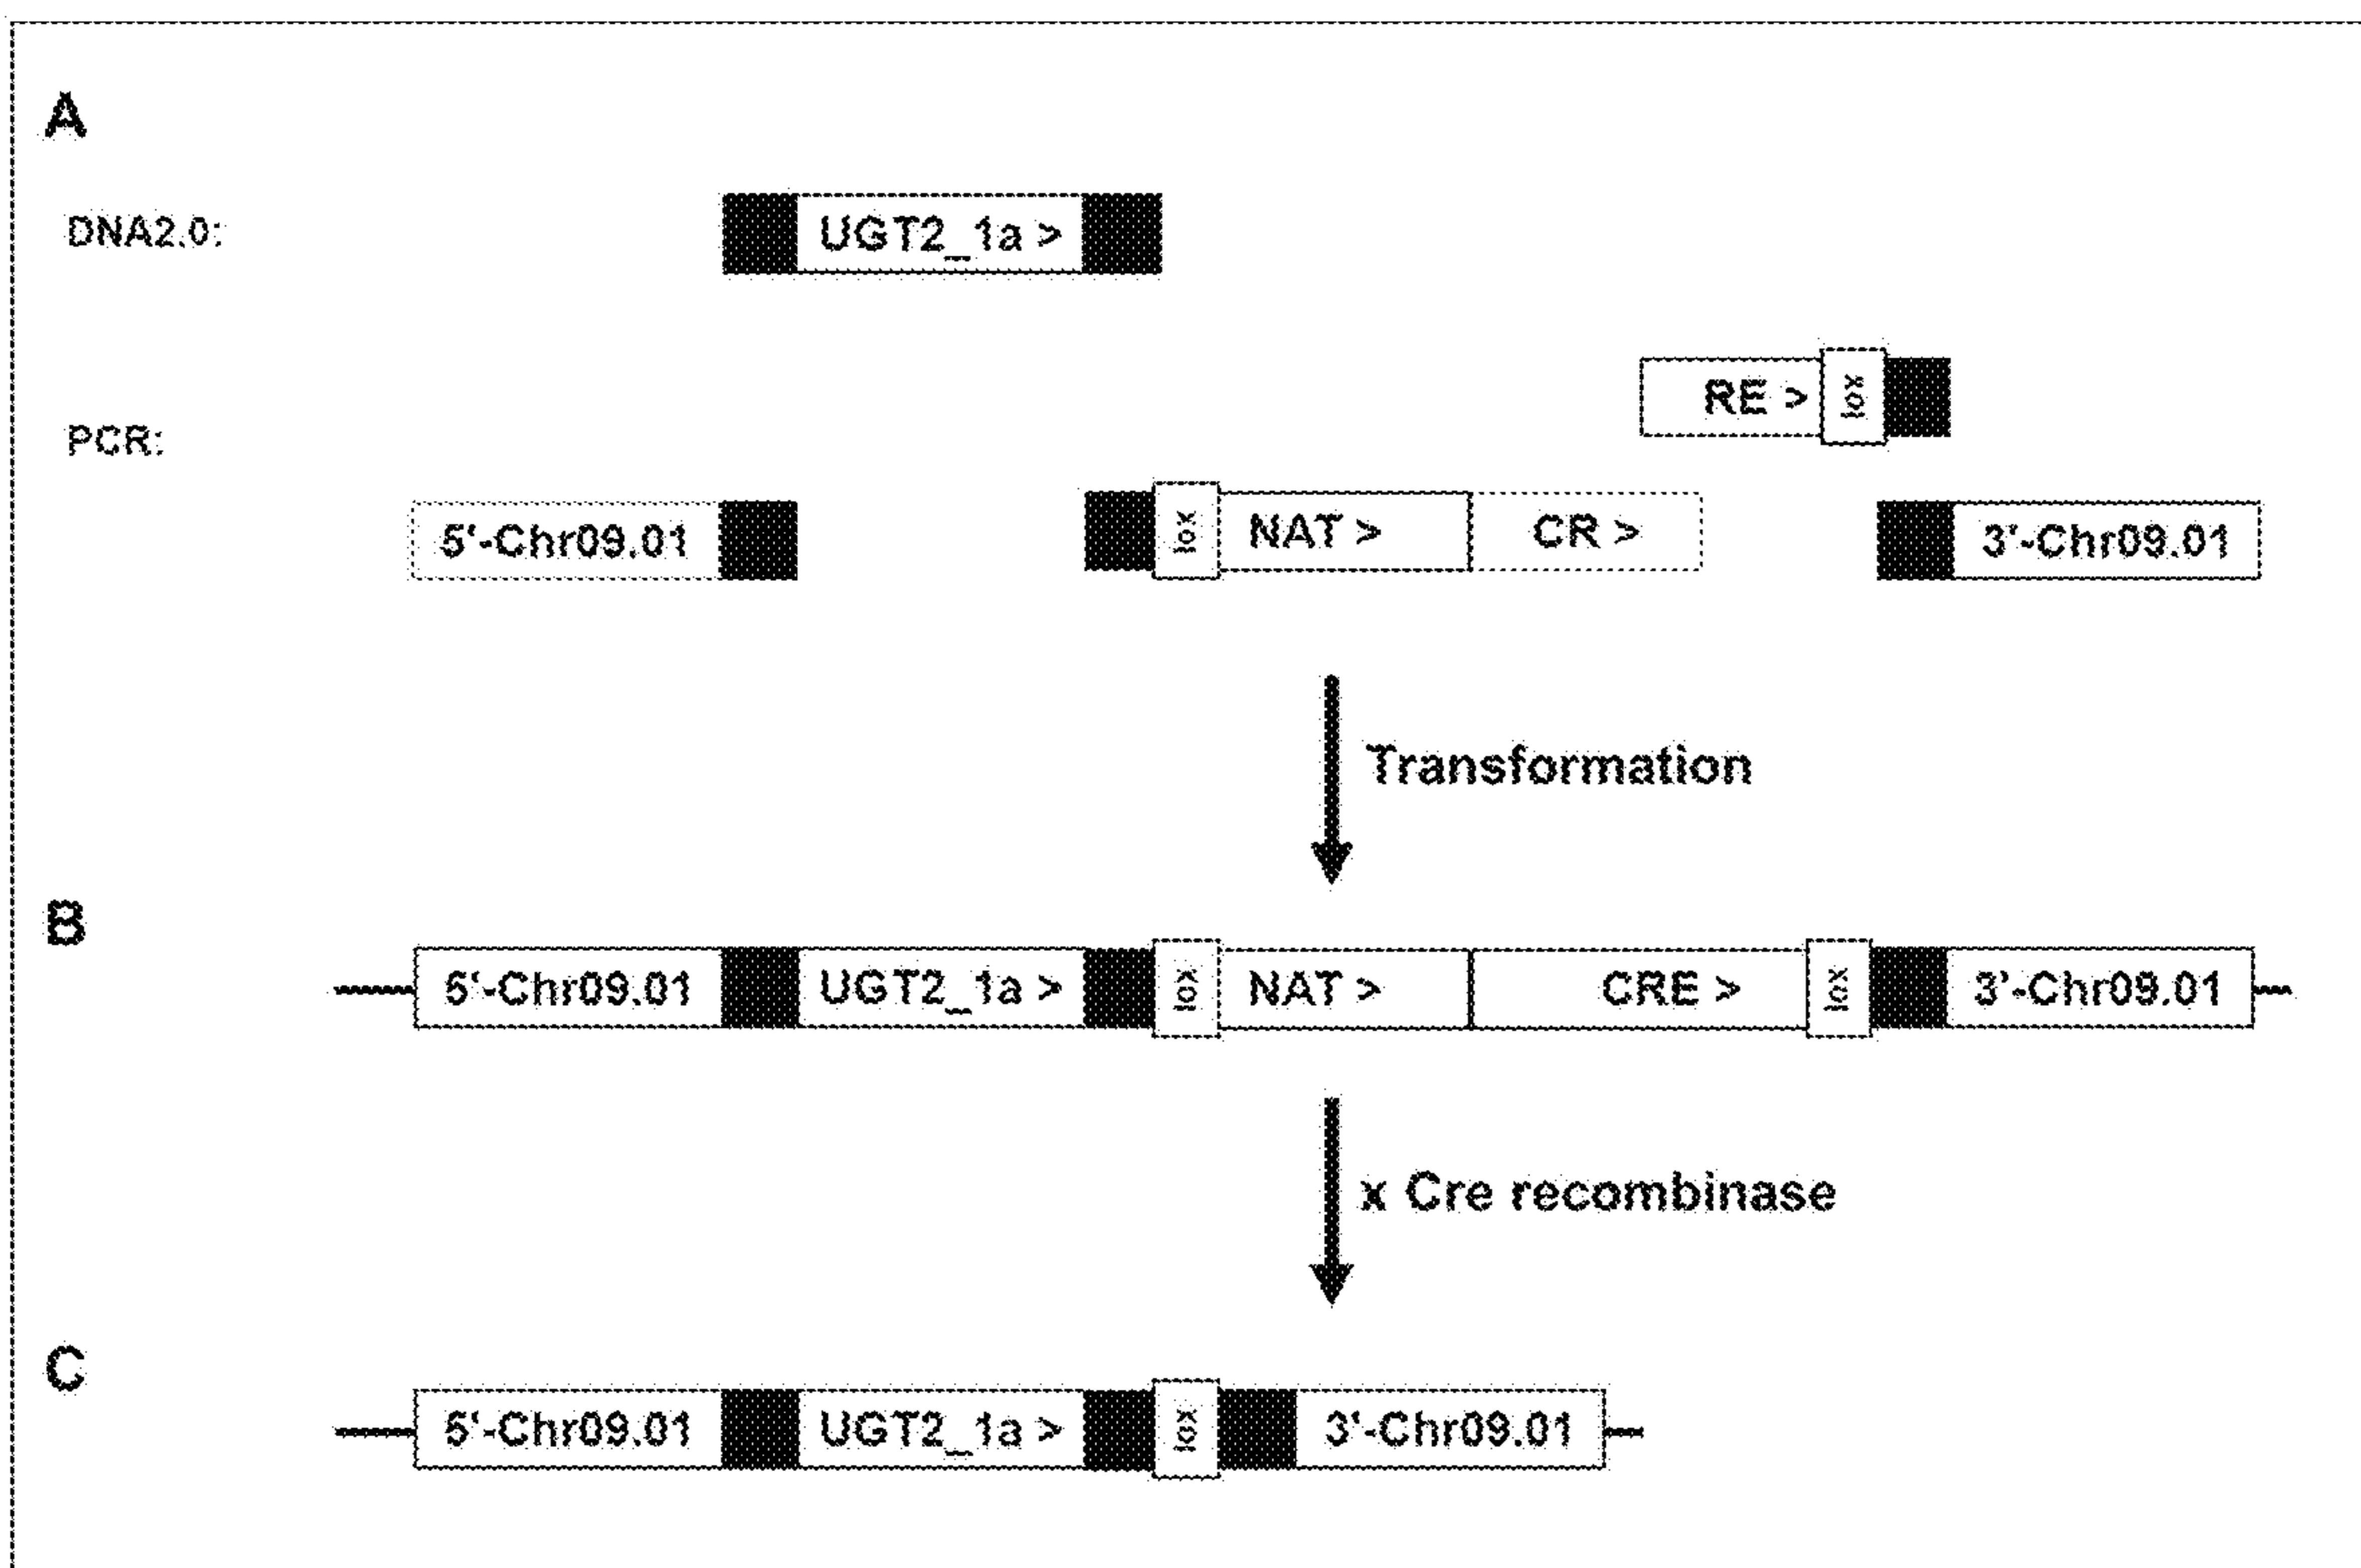 A
DNA2.0:
UGT2_1a >
RE >
lox
PCR:
5'-Chr09.01
lox
NAT >
CR >
3'-Chr09.01
Transformation
B
5'-Chr09.01
UGT2_1a >
lox
NAT >
CRE >
lox
3'-Chr09.01
x Cre recombinase
C
5'-Chr09.01
UGT2_1a >
lox
3'-Chr09.01